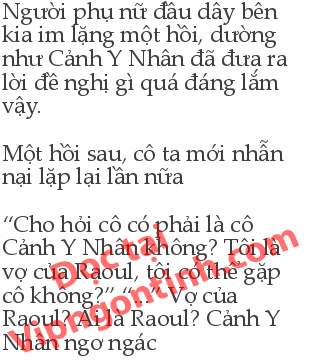 Người phụ nữ đầu dây bên
kia im lặng một hồi, dường
như Cảnh Y Nhân đã đưa ra
lời đề nghị gì quá đáng lắm
vậy.
Một hồi sau, cô ta mới nhẫn
nại lặp lại lần nữa
“Cho hỏi cô có phải là cô
Cảnh Y Nhân không? Tôi là
vợ của Raoul, tôi có thể gặp
cô không?” “...” Vợ của
Raoul? Ai là Raoul? Cảnh Y
Nhân ngơ ngác
Đọc tại
Vipngontinh.com